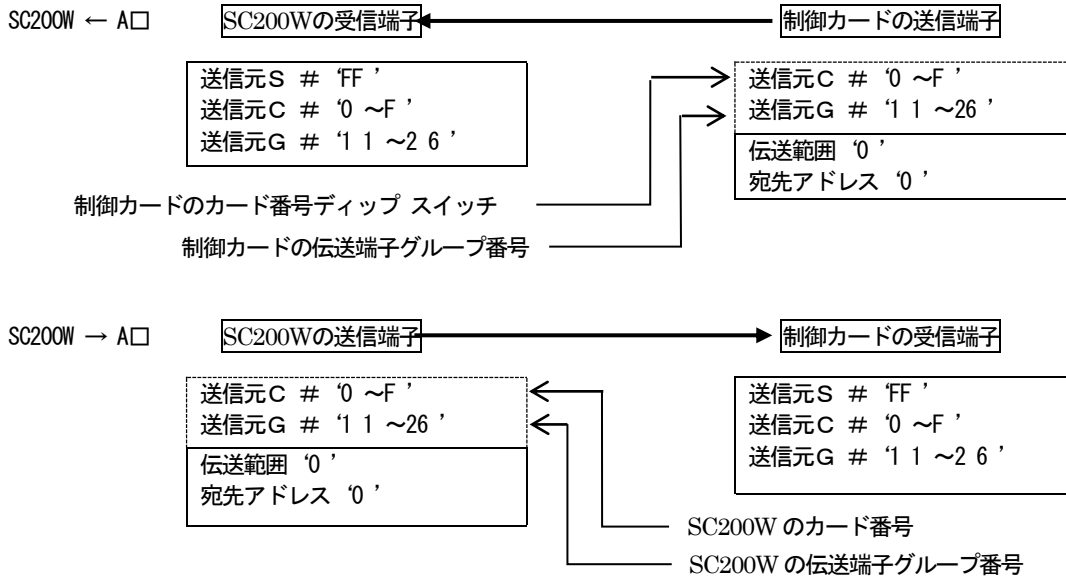 SC200W ← A□ SC200Wの受信端子 制御カードの送信端子
送信元S # ‘FF ’
送信元C # ‘0 ～F ’
送信元G # ‘1 1 ～2 6 ’
送信元C # ‘0 ～F ’
送信元G # ‘1 1 ～26 ’
伝送範囲 ‘0 ’
宛先アドレス ‘0 ’
制御カードのカード番号ディップ スイッチ
制御カードの伝送端子グループ番号
SC200W → A□ SC200Wの送信端子 制御カードの受信端子
送信元C # ‘0 ～F ’
送信元G # ‘1 1 ～26 ’
伝送範囲 ‘0 ’
宛先アドレス ‘0 ’
送信元S # ‘FF ’
送信元C # ‘0 ～F ’
送信元G # ‘1 1 ～2 6 ’
SC200W のカード番号
SC200W の伝送端子グループ番号